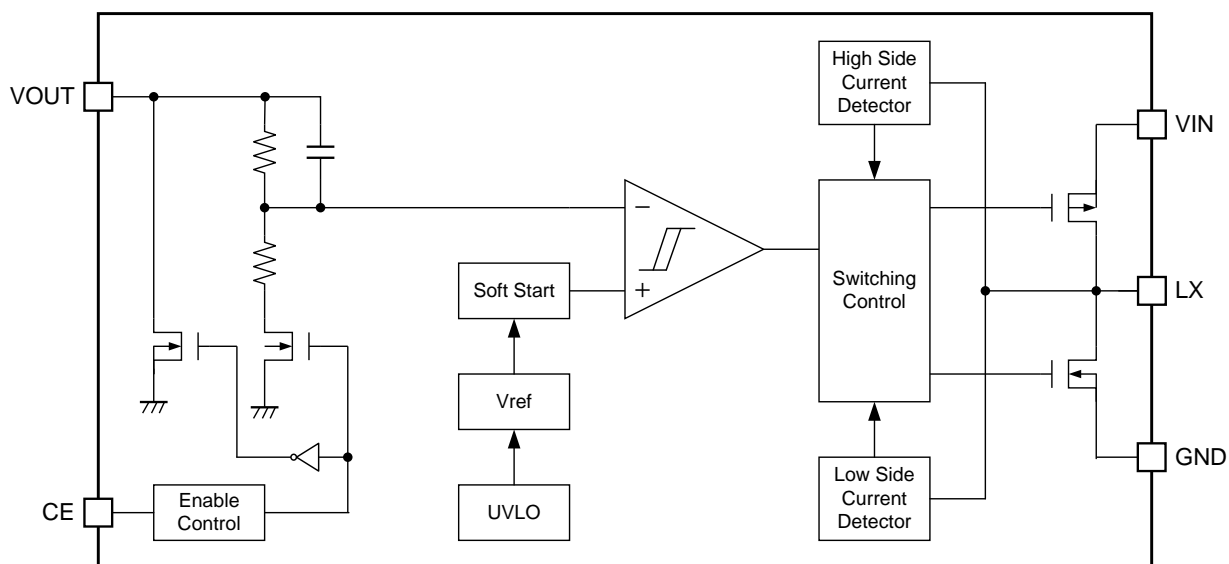 High Side
Current
Detector
VOUT
VIN
−
Soft Start
+
Switching
Control
LX
Vref
GND
CE
Enable
Control
UVLO
Low Side
Current
Detector